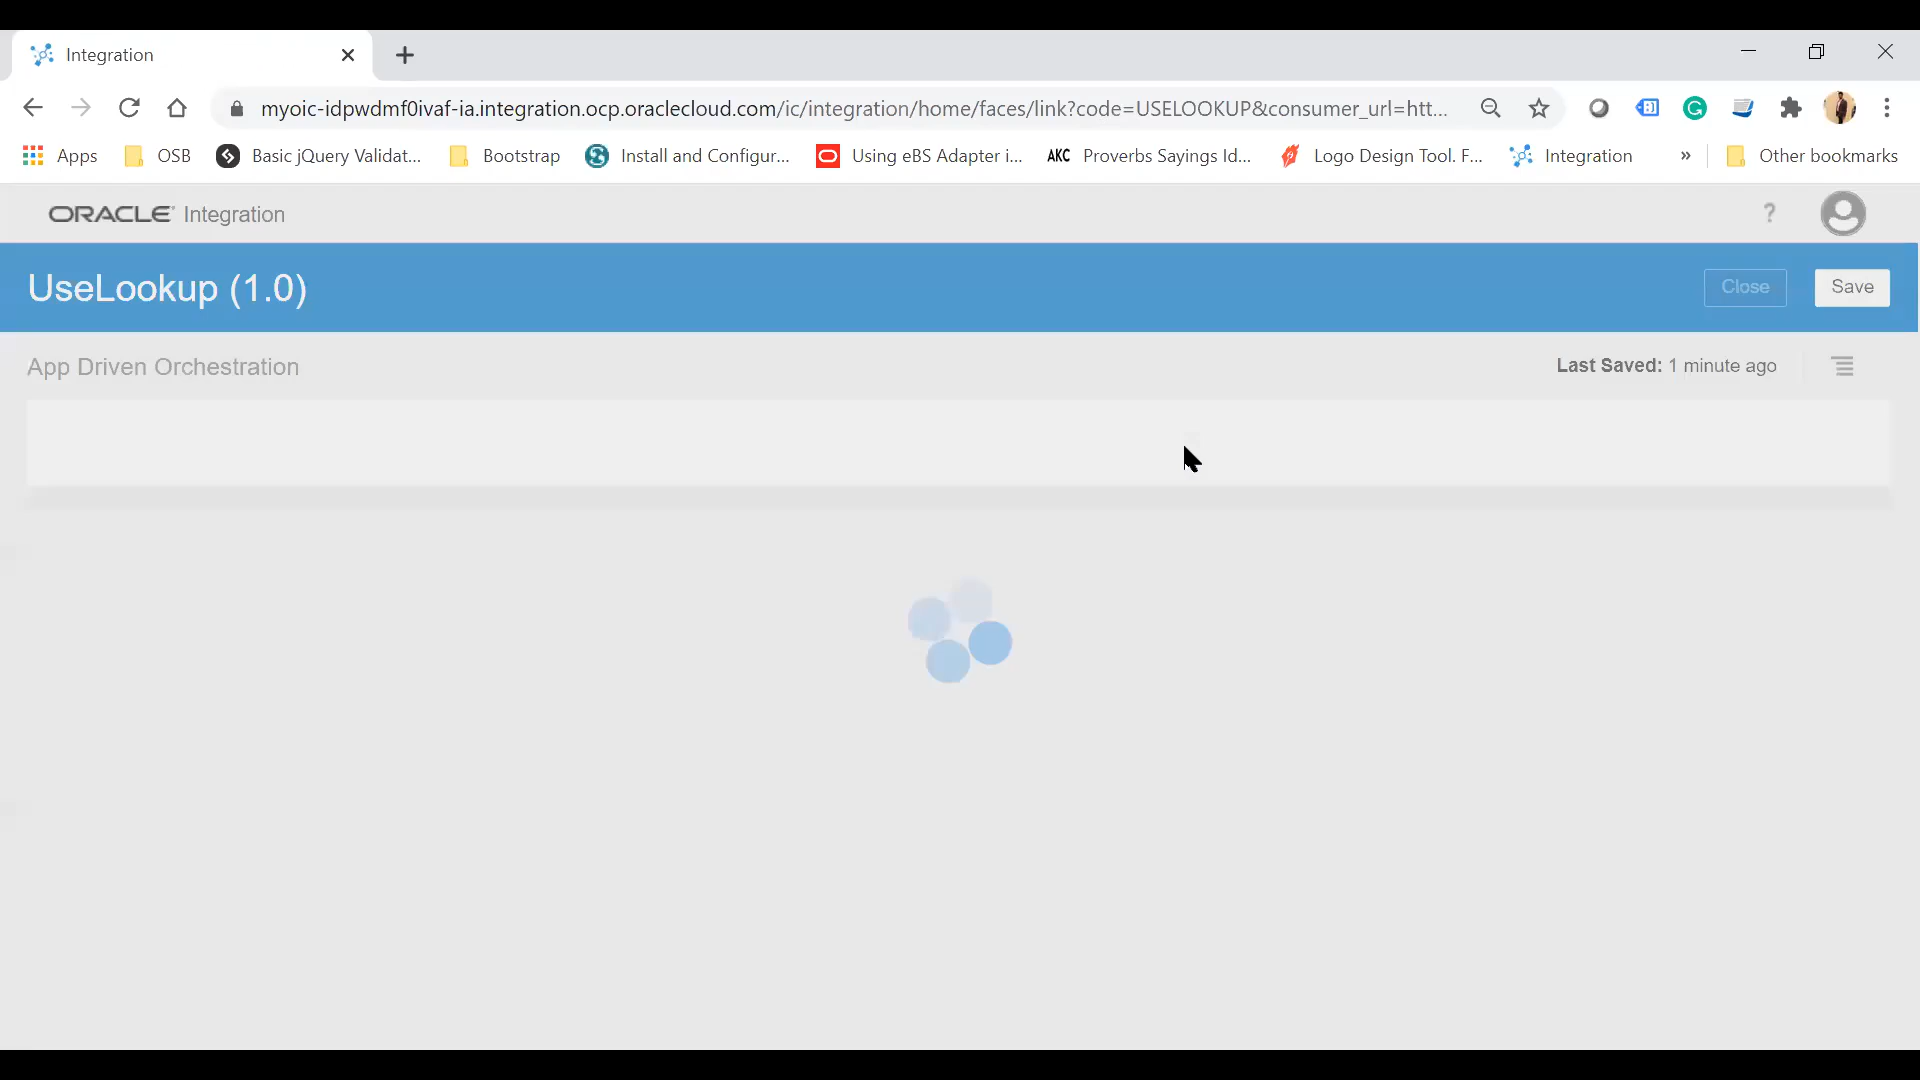 Integration
myoic-idpwdmf0ivaf-ia.integration.ocp.oraclecloud.com/ic/integration/home/faces/link?code=USELOOKUP&consumer_url=htt...
Apps OSB Basic jQuery Validat... Bootstrap Install and Configur... Using eBS Adapter i... AKC Proverbs Sayings Id... Logo Design Tool. F... Integration » Other bookmarks
ORACLE Integration ?
UseLookup (1.0) Close Save
App Driven Orchestration Last Saved: 1 minute ago